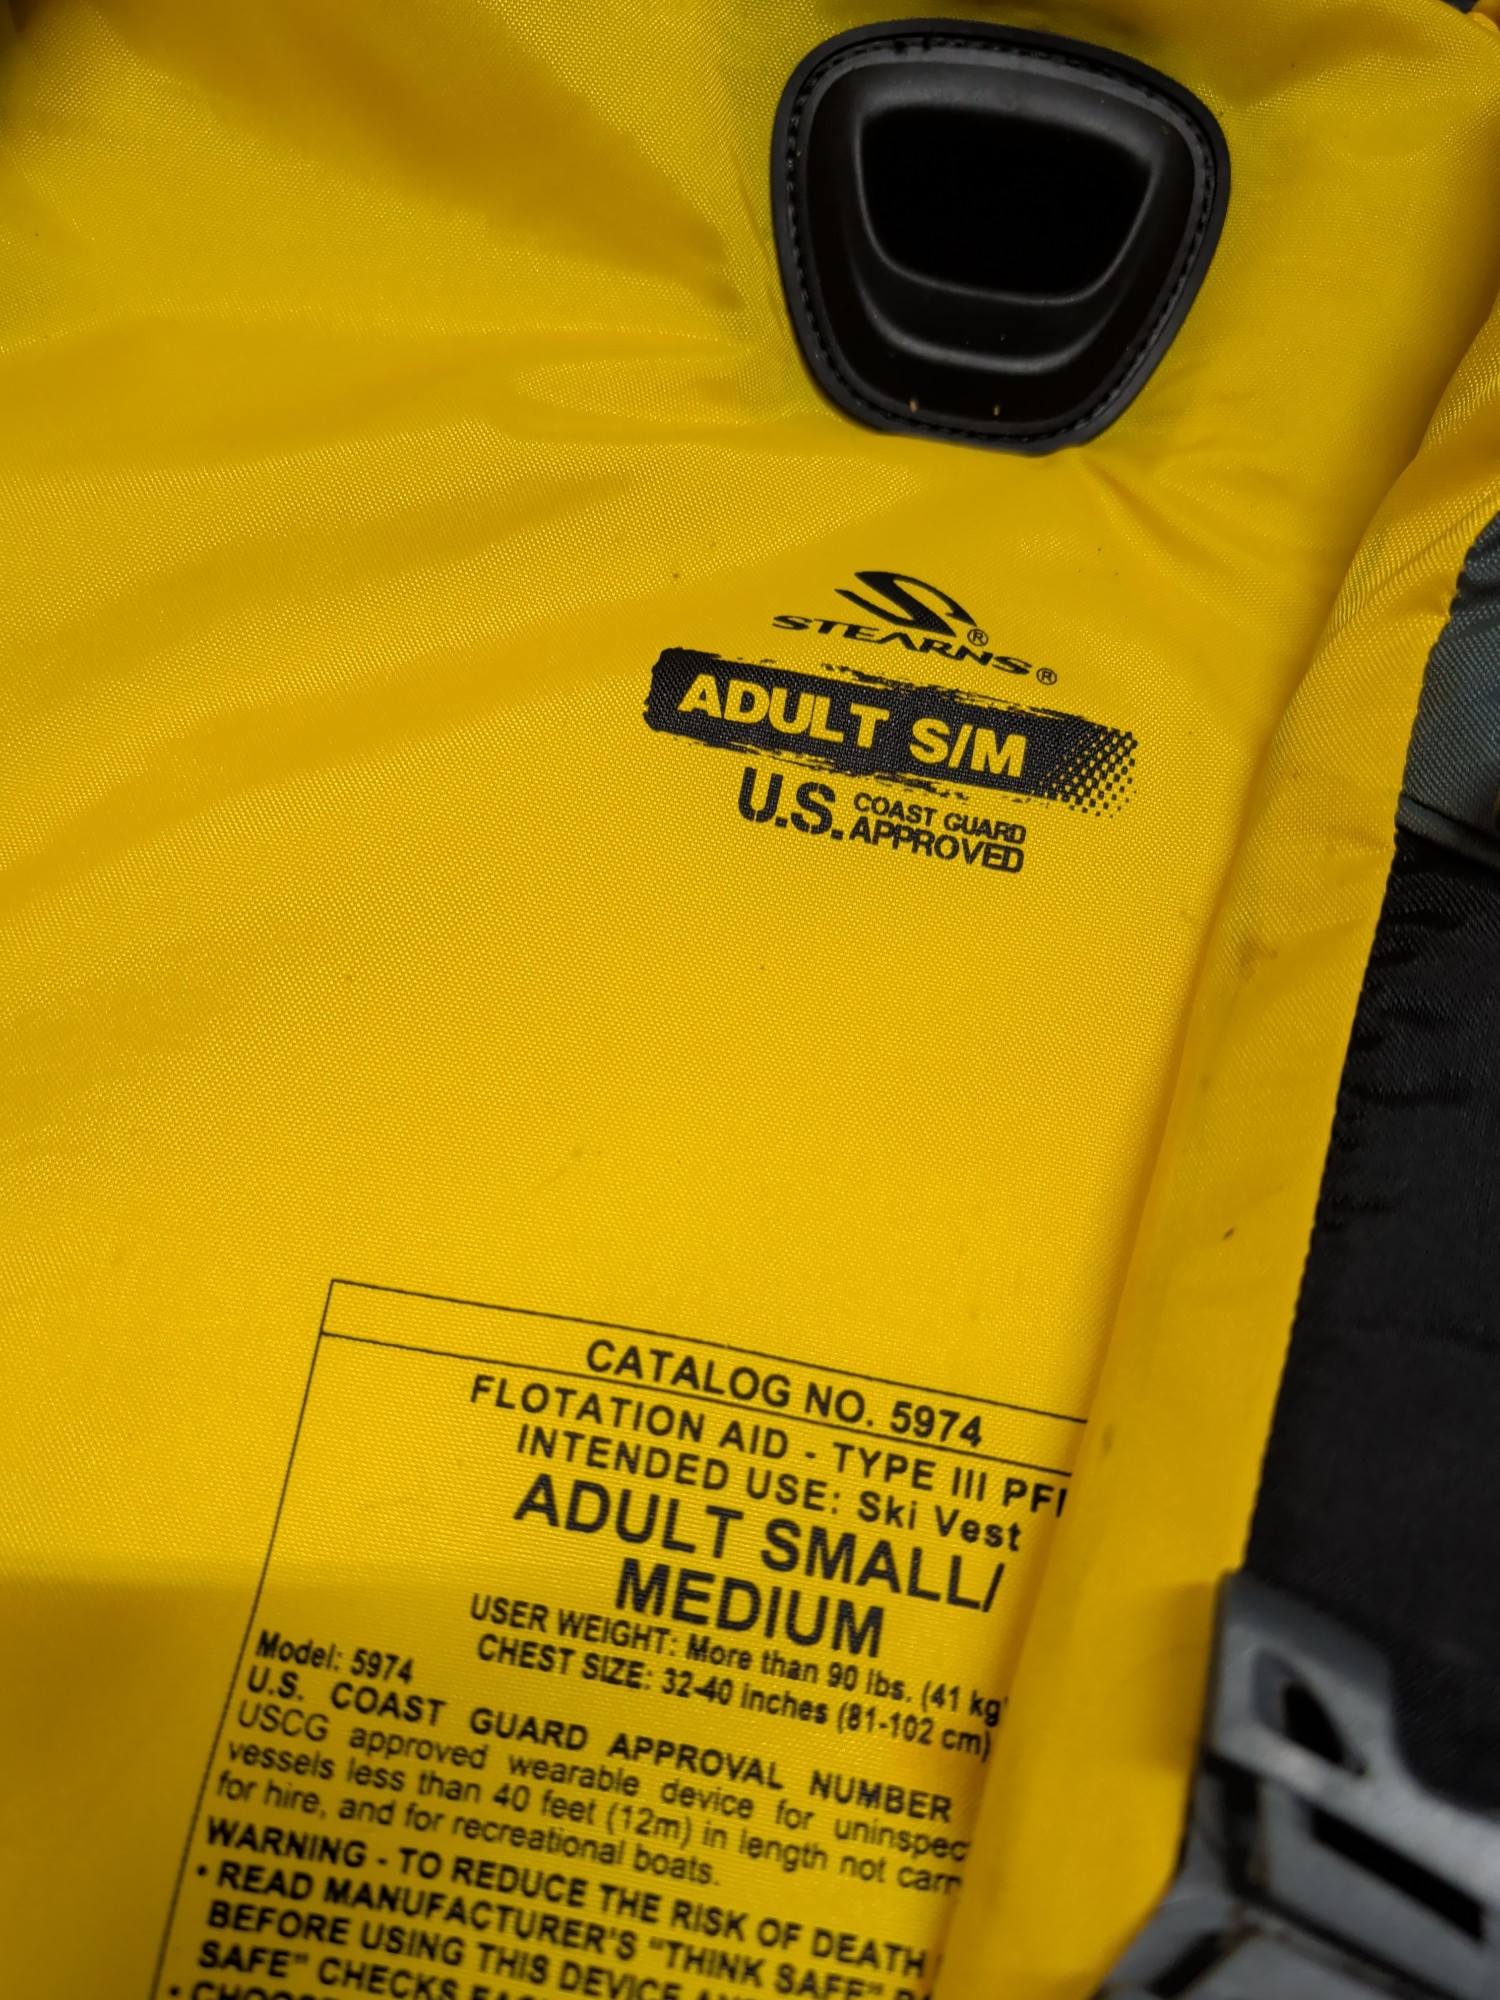 STEARNS®
ADULT S/M
U.S. COAST GUARD
APPROVED
CATALOG NO. 5974
FLOTATION AID - TYPE III
INTENDED USE: Ski Vest
ADULT SMALL/
MEDIUM
USER WEIGHT: More than 90 lbs. (41 kg
CHEST SIZE: 32-40 inches (81-102 cm)
Model: 5974
U.S. COAST GUARD APPROVAL NUMBER
USCG approved wearable device for
vessels less than 40 feet (12m) in length not
for hire, and for recreational boats.
WARNING - TO REDUCE THE RISK OF DEATH
• READ MANUFACTURER'S "THINK SAFE"
BEFORE USING THIS DEVICE
SAFE" CHECKS